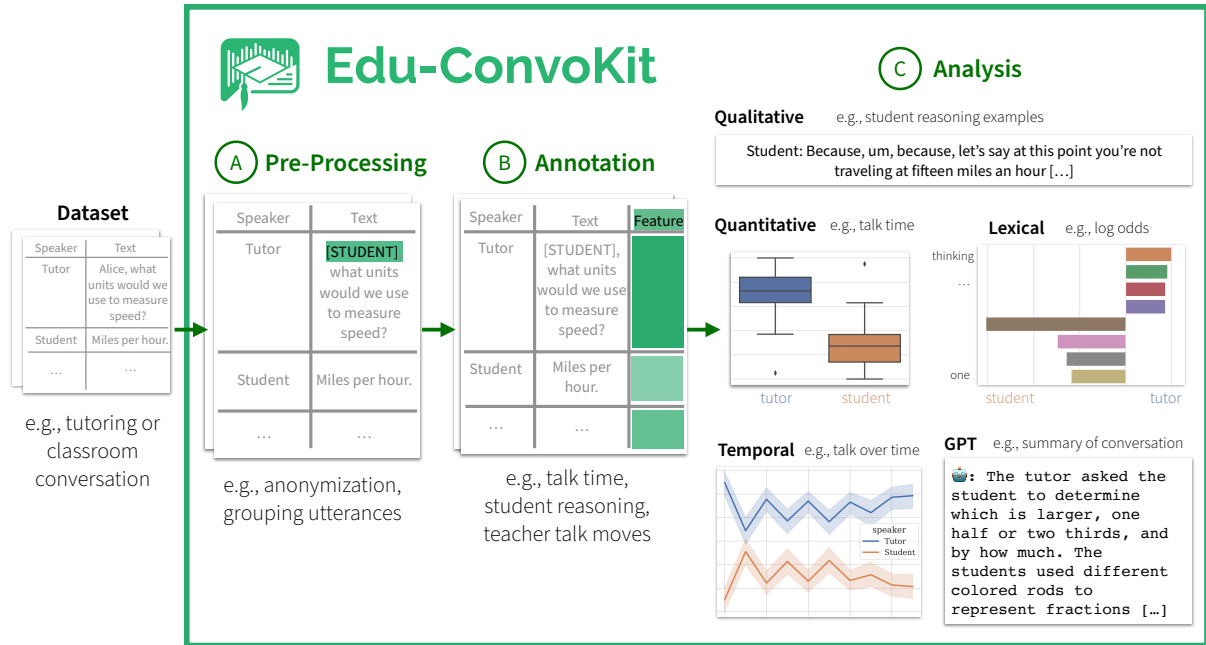 Edu-ConvoKit
Dataset
Speaker Text
Tutor Alice, what
units would we
use to measure
speed?
Student Miles per hour.
... ...
e.g., tutoring or
classroom
conversation
A Pre-Processing
Speaker Text
Tutor [STUDENT]
what units
would we use
to measure
speed?
Student Miles per hour.
... ...
e.g., anonymization,
grouping utterances
B Annotation
Speaker Text Feature
Tutor [STUDENT],
what units
would we use
to measure
speed?
Student Miles per
hour.
... ...
e.g., talk time,
student reasoning,
teacher talk moves
C Analysis
Qualitative e.g., student reasoning examples
Student: Because, um, because, let's say at this point you're not
traveling at fifteen miles an hour [...]
Quantitative e.g., talk time
tutor student
Lexical e.g., log odds
thinking
...
one
student tutor
Temporal e.g., talk over time
speaker
Tutor
Student
GPT e.g., summary of conversation
🤖: The tutor asked the
student to determine
which is larger, one
half or two thirds, and
by how much. The
students used different
colored rods to
represent fractions [...]